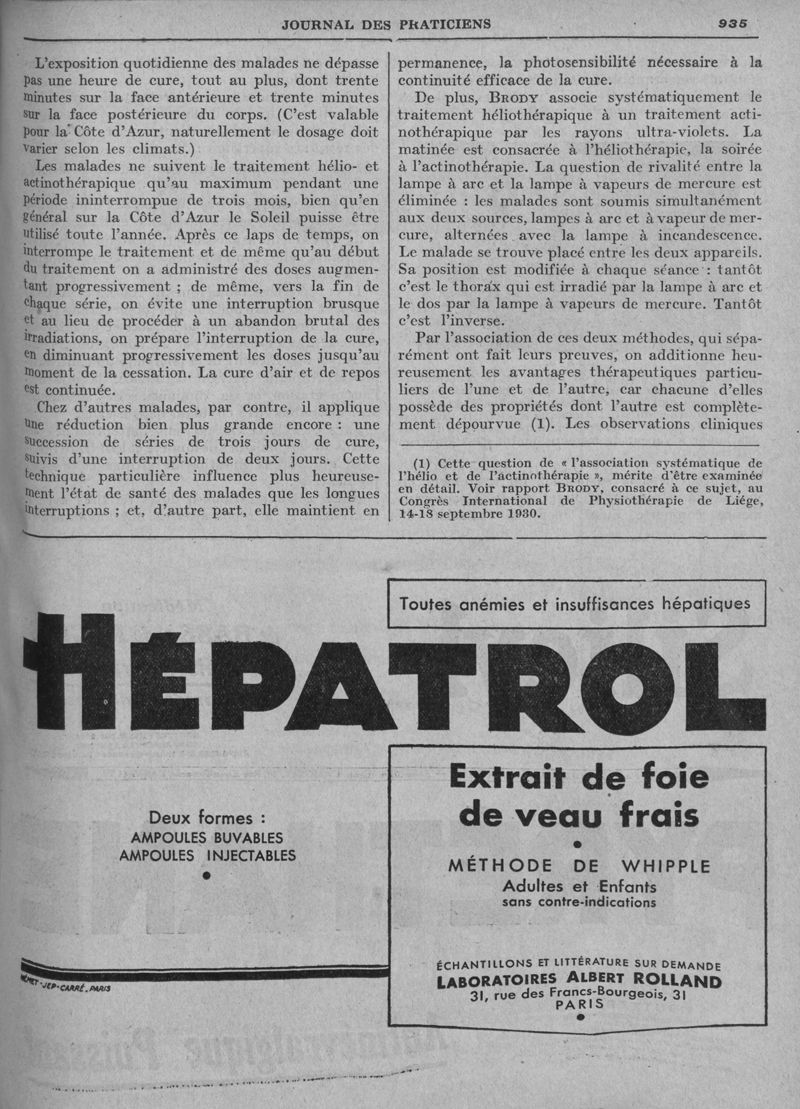 JOURNAL DES PRATICIENS 935
L'exposition quotidienne des malades ne dépasse
pas une heure de cure, tout au plus, dont trente
minutes sur la face antérieure et trente minutes
sur la face postérieure du corps. (C'est valable
pour la Côte d'Azur, naturellement le dosage doit
varier selon les climats.)
Les malades ne suivent le traitement hélio- et
actinothérapique qu'au maximum pendant une
période ininterrompue de trois mois, bien qu'en
général sur la Côte d'Azur le Soleil puisse être
utilisé toute l'année. Après ce laps de temps, on
interrompe le traitement et de même qu'au début
du traitement on a administré des doses augmen-
tant progressivement ; de même, vers la fin de
chaque série, on évite une interruption brusque
et au lieu de procéder à un abandon brutal des
irradiations, on prépare l'interruption de la cure,
en diminuant progressivement les doses jusqu'au
moment de la cessation. La cure d'air et de repos
est continuée.
Chez d'autres malades, par contre, il applique
une réduction bien plus grande encore : une
succession de séries de trois jours de cure,
suivis d'une interruption de deux jours. Cette
technique particulière influence plus heureuse-
ment l'état de santé des malades que les longues
interruptions ; et, d'autre part, elle maintient en
permanence, la photosensibilité nécessaire à la
continuité efficace de la cure.
De plus, BRODY associe systématiquement le
traitement héliothérapique à un traitement acti-
nothérapique par les rayons ultra-violets. La
matinée est consacrée à l'héliothérapie, la soirée
à l'actinothérapie. La question de rivalité entre la
lampe à arc et la lampe à vapeurs de mercure est
éliminée : les malades sont soumis simultanément
aux deux sources, lampes à arc et à vapeur de mer-
cure, alternées avec la lampe à incandescence.
Le malade se trouve placé entre les deux appareils.
Sa position est modifiée à chaque séance : tantôt
c'est le thorax qui est irradié par la lampe à arc et
le dos par la lampe à vapeurs de mercure. Tantôt
c'est l'inverse.
Par l'association de ces deux méthodes, qui sépa-
rément ont fait leurs preuves, on additionne heu-
reusement les avantages thérapeutiques particu-
liers de l'une et de l'autre, car chacune d'elles
possède des propriétés dont l'autre est complète-
ment dépourvue (1). Les observations cliniques
(1) Cette question de « l'association systématique de
l'hélio et de l'actinothérapie », mérite d'être examinée
en détail. Voir rapport BRODY, consacré à ce sujet, au
Congrès International de Physiothérapie de Liége,
14-18 septembre 1930.
Toutes anémies et insuffisances hépatiques
HÉPATROL
Deux formes :
AMPOULES BUVABLES
AMPOULES INJECTABLES
Extrait de foie
de veau frais
MÉTHODE DE WHIPPLE
Adultes et Enfants
sans contre-indications
ÉCHANTILLONS ET LITTÉRATURE SUR DEMANDE
LABORATOIRES ALBERT ROLLAND
31, rue des Francs-Bourgeois, 31
PARIS
JEP-CARRÉ.PARIS